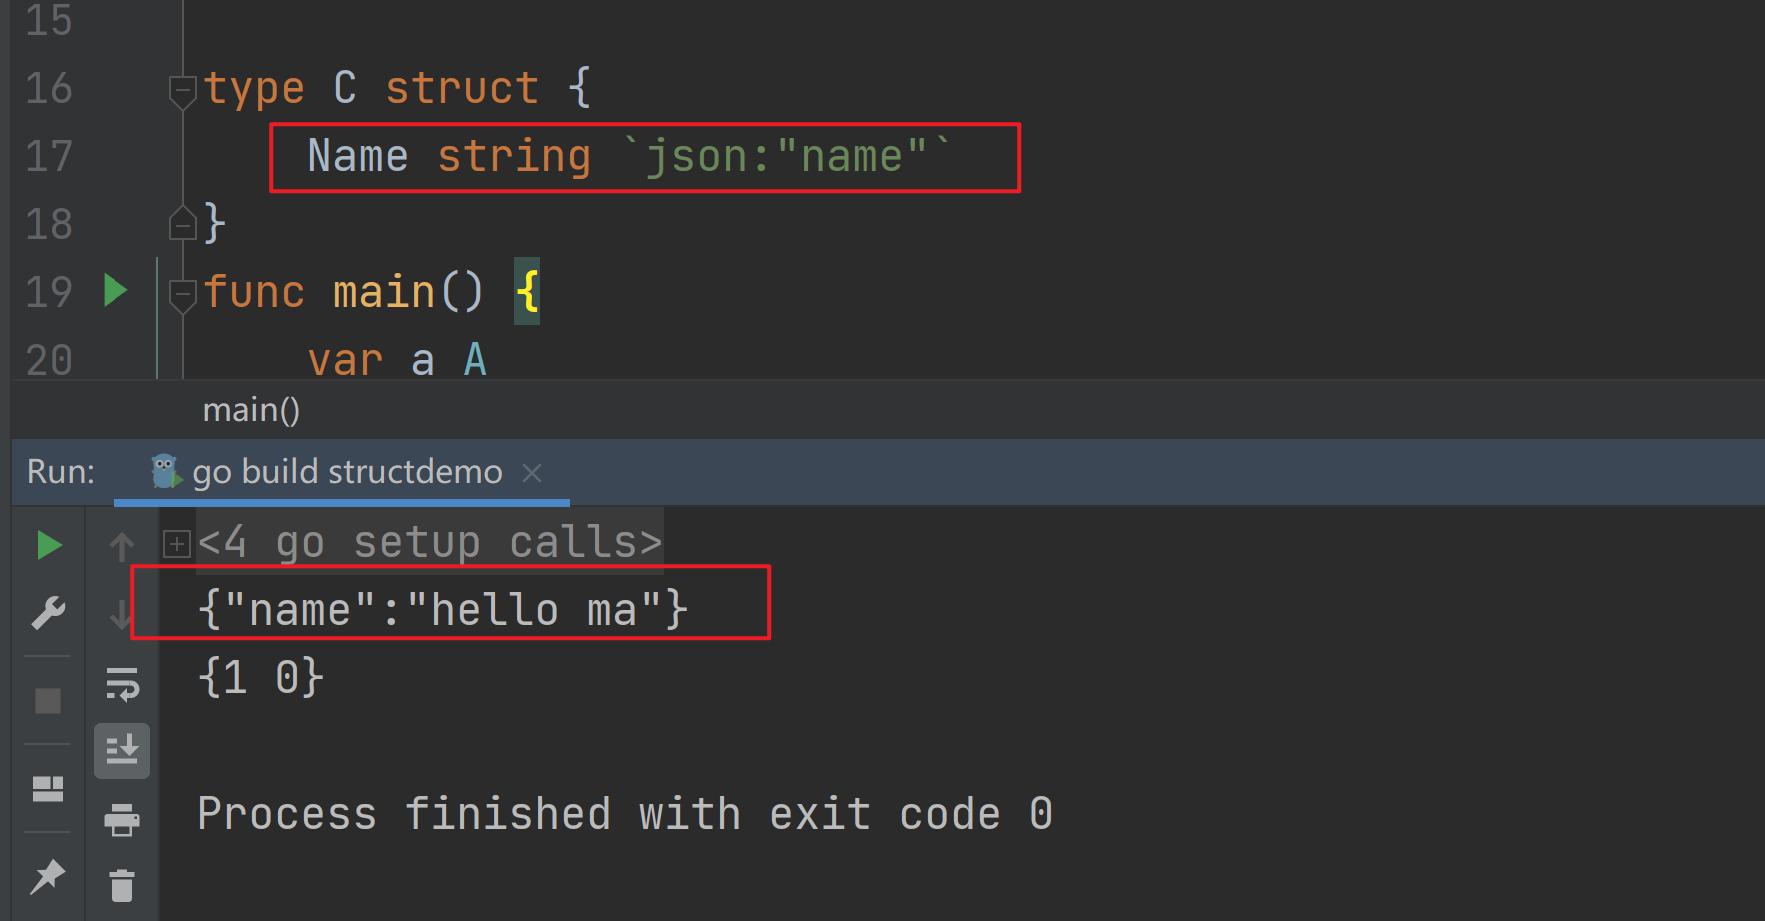 15
16 type C struct {
17 Name string `json:"name"`
18 }
19 func main() {
20 var a A
main()
Run: go build structdemo
<4 go setup calls>
{"name":"hello ma"}
{1 0}
Process finished with exit code 0